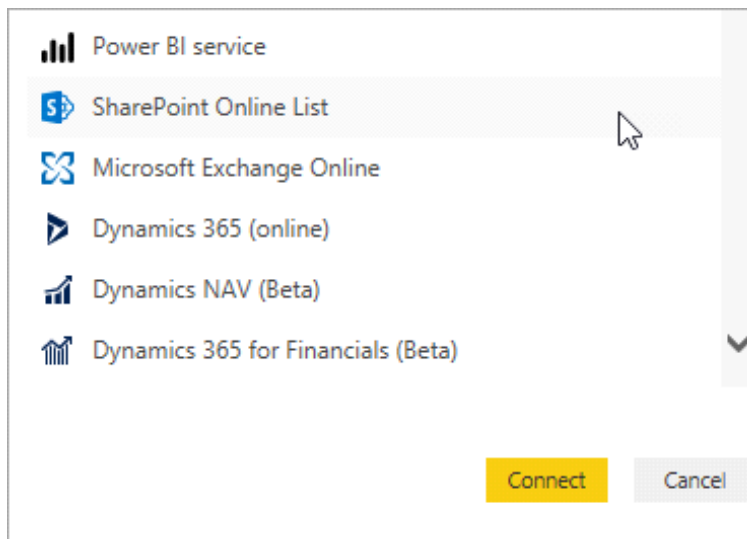 Power BI service
SharePoint Online List
Microsoft Exchange Online
Dynamics 365 (online)
Dynamics NAV (Beta)
Dynamics 365 for Financials (Beta)
Connect
Cancel